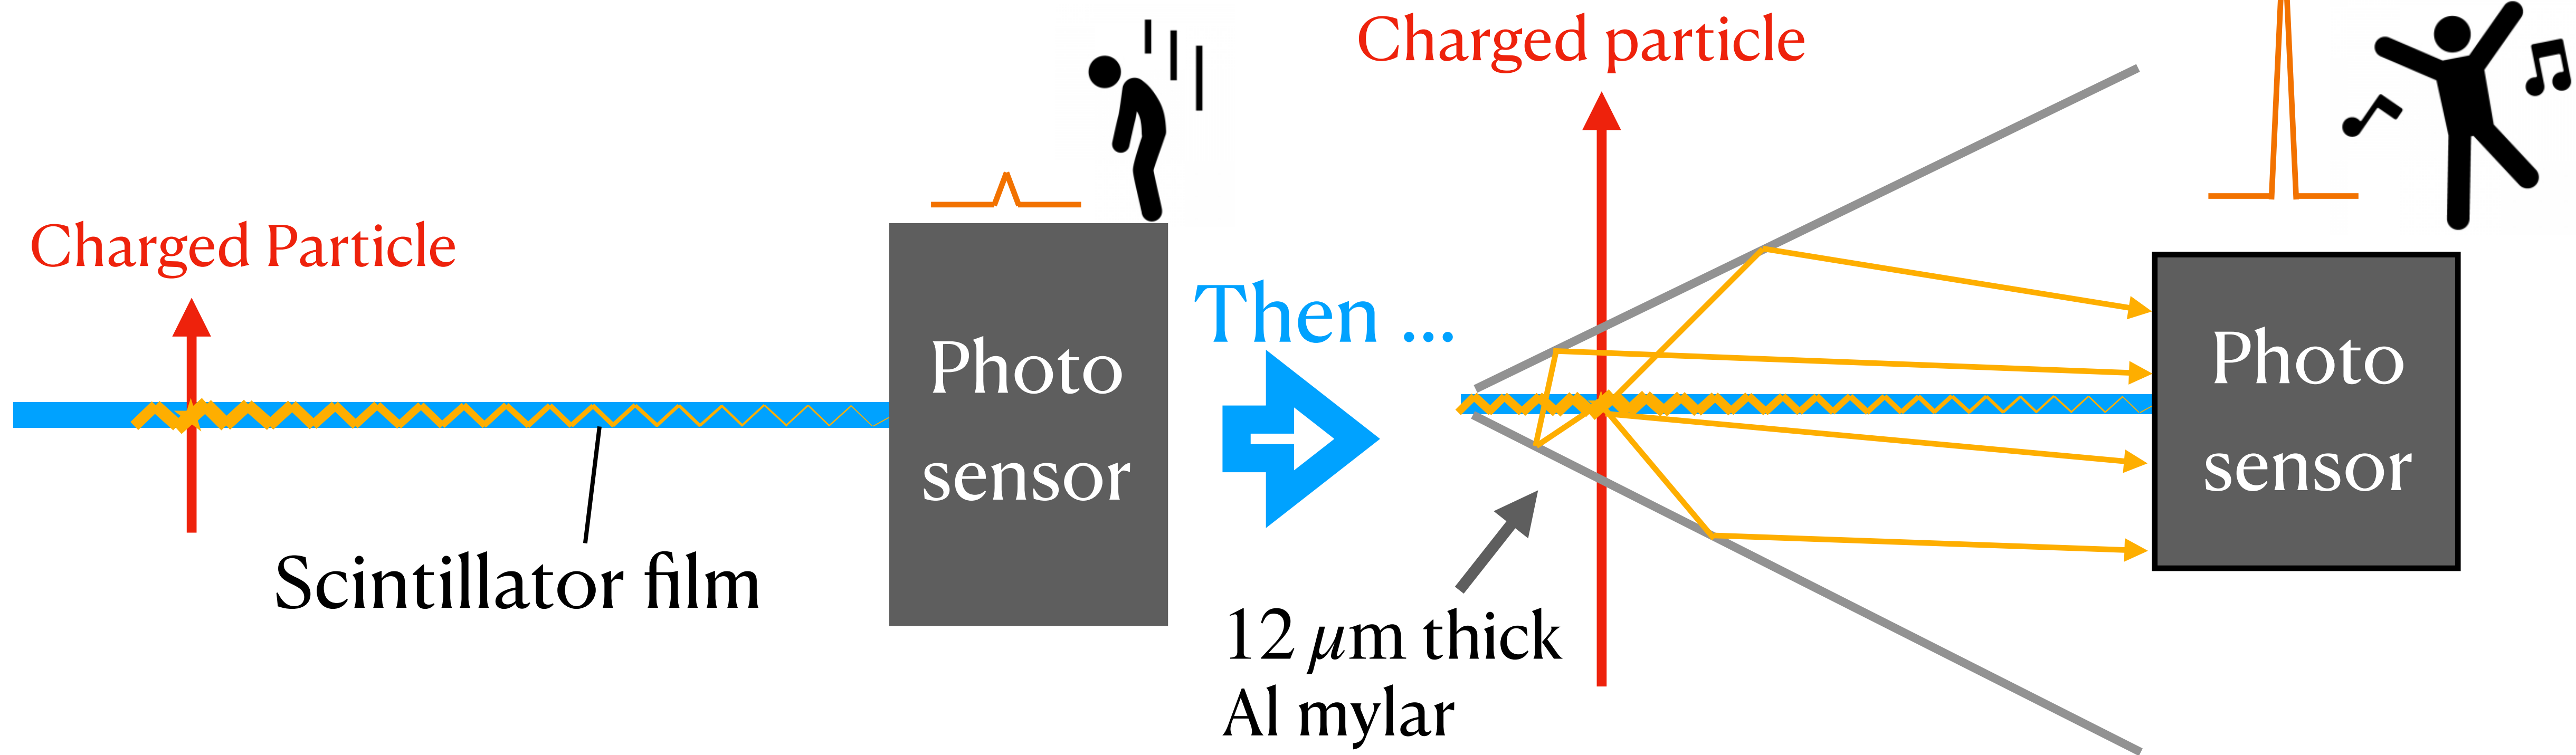 Charged Particle
Scintillator film
Photo
sensor
Then ...
Charged particle
12 μm thick
Al mylar
Photo
sensor